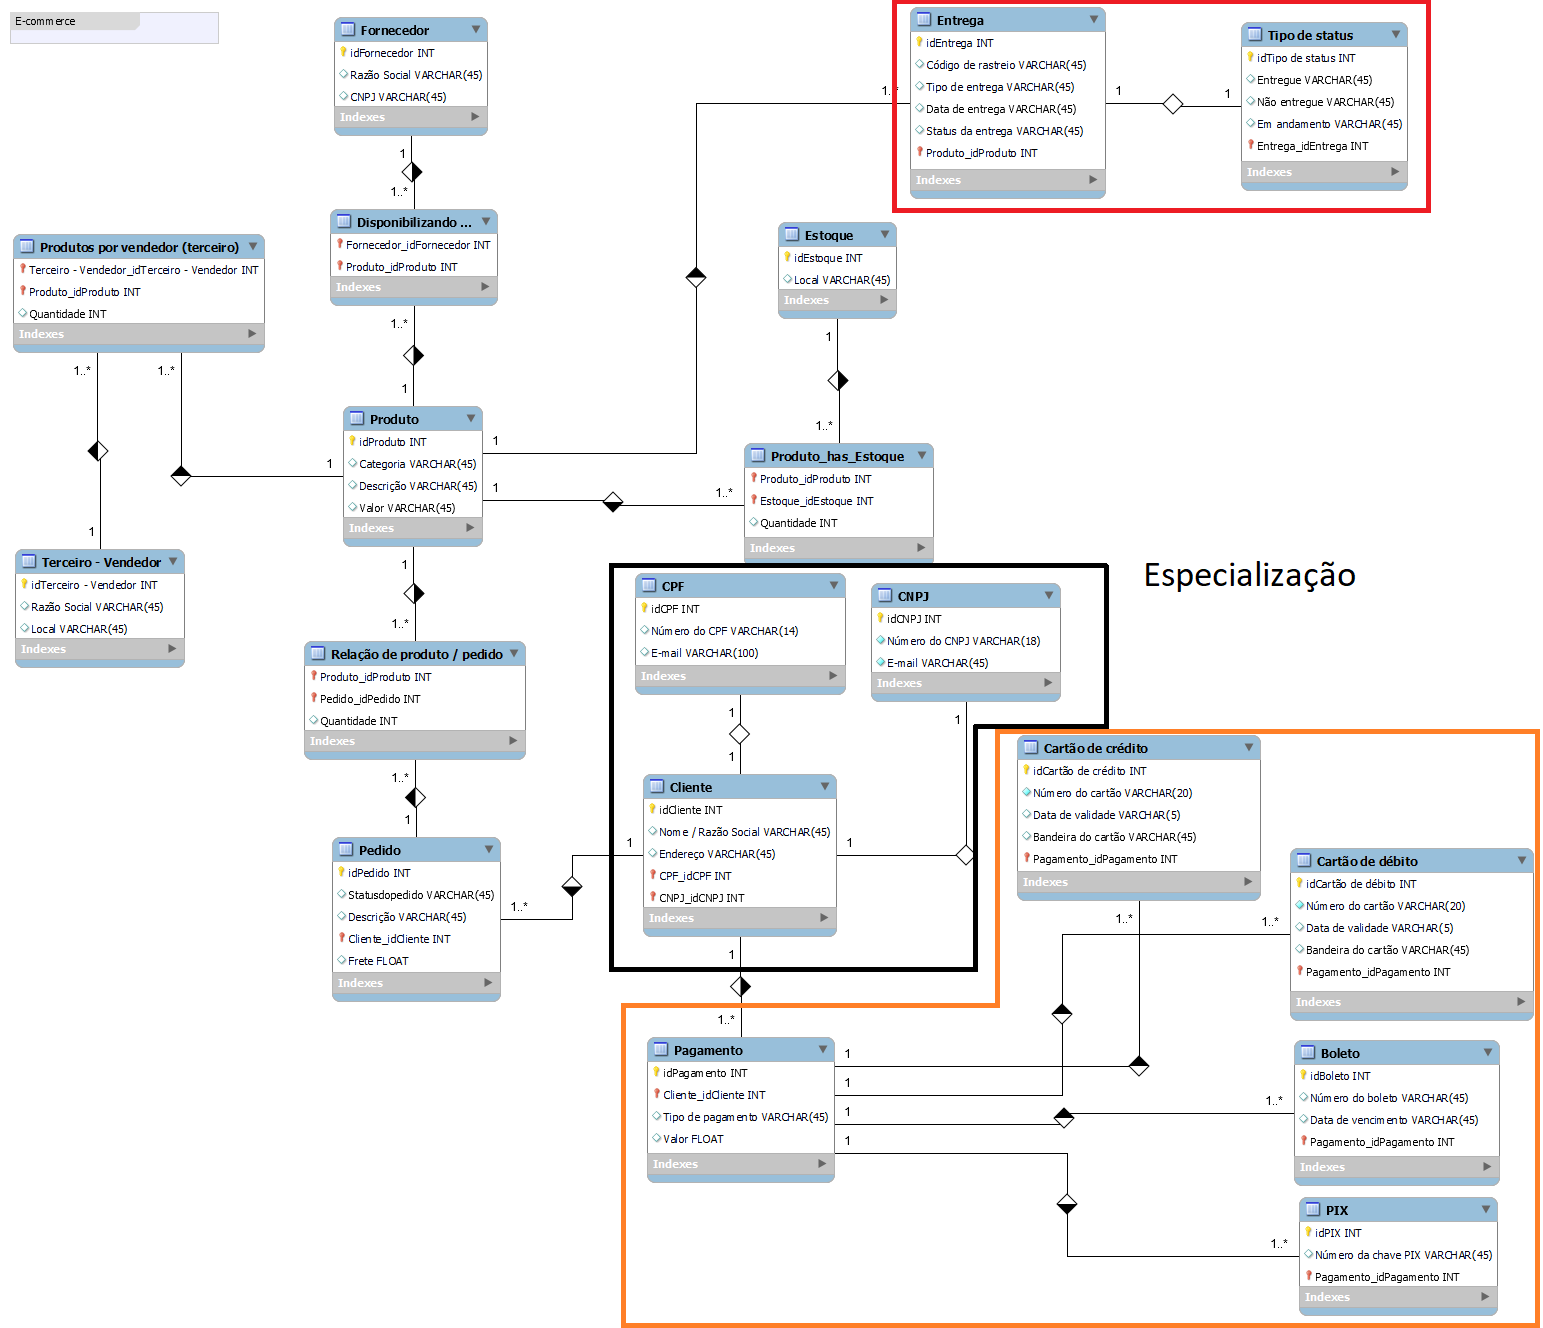 E-commerce
Fornecedor
idFornecedor INT
Razão Social VARCHAR(45)
CNPJ VARCHAR(45)
Indexes
1
1..*
Disponibilizando ...
Fornecedor_idFornecedor INT
Produto_idProduto INT
Indexes
1..*
1
Entrega
idEntrega INT
Código de rastreio VARCHAR(45)
Tipo de entrega VARCHAR(45)
Data de entrega VARCHAR(45)
Status da entrega VARCHAR(45)
Produto_idProduto INT
Indexes
1..*
1
1
Tipo de status
idTipo de status INT
Entregue VARCHAR(45)
Não entregue VARCHAR(45)
Em andamento VARCHAR(45)
Entrega_idEntrega INT
Indexes
Produtos por vendedor (terceiro)
Terceiro - Vendedor_idTerceiro - Vendedor INT
Produto_idProduto INT
Quantidade INT
Indexes
1..*
1..*
1
1
Estoque
idEstoque INT
Local VARCHAR(45)
Indexes
1
1..*
Produto
idProduto INT
Categoria VARCHAR(45)
Descrição VARCHAR(45)
Valor VARCHAR(45)
Indexes
1
1
1..*
1
1..*
Produto_has_Estoque
Produto_idProduto INT
Estoque_idEstoque INT
Quantidade INT
Indexes
Terceiro - Vendedor
idTerceiro - Vendedor INT
Razão Social VARCHAR(45)
Local VARCHAR(45)
Indexes
Especialização
CPF
idCPF INT
Número do CPF VARCHAR(14)
E-mail VARCHAR(100)
Indexes
1
1
CNPJ
idCNPJ INT
Número do CNPJ VARCHAR(18)
E-mail VARCHAR(45)
Indexes
1
1
Relação de produto / pedido
Produto_idProduto INT
Pedido_idPedido INT
Quantidade INT
Indexes
1..*
1
Cliente
idCliente INT
Nome / Razão Social VARCHAR(45)
Endereço VARCHAR(45)
CPF_idCPF INT
CNPJ_idCNPJ INT
Indexes
1
1..*
1
1..*
Pedido
idPedido INT
Statusdopedido VARCHAR(45)
Descrição VARCHAR(45)
Cliente_idCliente INT
Frete FLOAT
Indexes
Cartão de crédito
idCartão de crédito INT
Número do cartão VARCHAR(20)
Data de validade VARCHAR(5)
Bandeira do cartão VARCHAR(45)
Pagamento_idPagamento INT
Indexes
1..*
1..*
Cartão de débito
idCartão de débito INT
Número do cartão VARCHAR(20)
Data de validade VARCHAR(5)
Bandeira do cartão VARCHAR(45)
Pagamento_idPagamento INT
Indexes
Pagamento
idPagamento INT
Cliente_idCliente INT
Tipo de pagamento VARCHAR(45)
Valor FLOAT
Indexes
1
1
1
1
1..*
Boleto
idBoleto INT
Número do boleto VARCHAR(45)
Data de vencimento VARCHAR(45)
Pagamento_idPagamento INT
Indexes
1..*
PIX
idPIX INT
Número da chave PIX VARCHAR(45)
Pagamento_idPagamento INT
Indexes